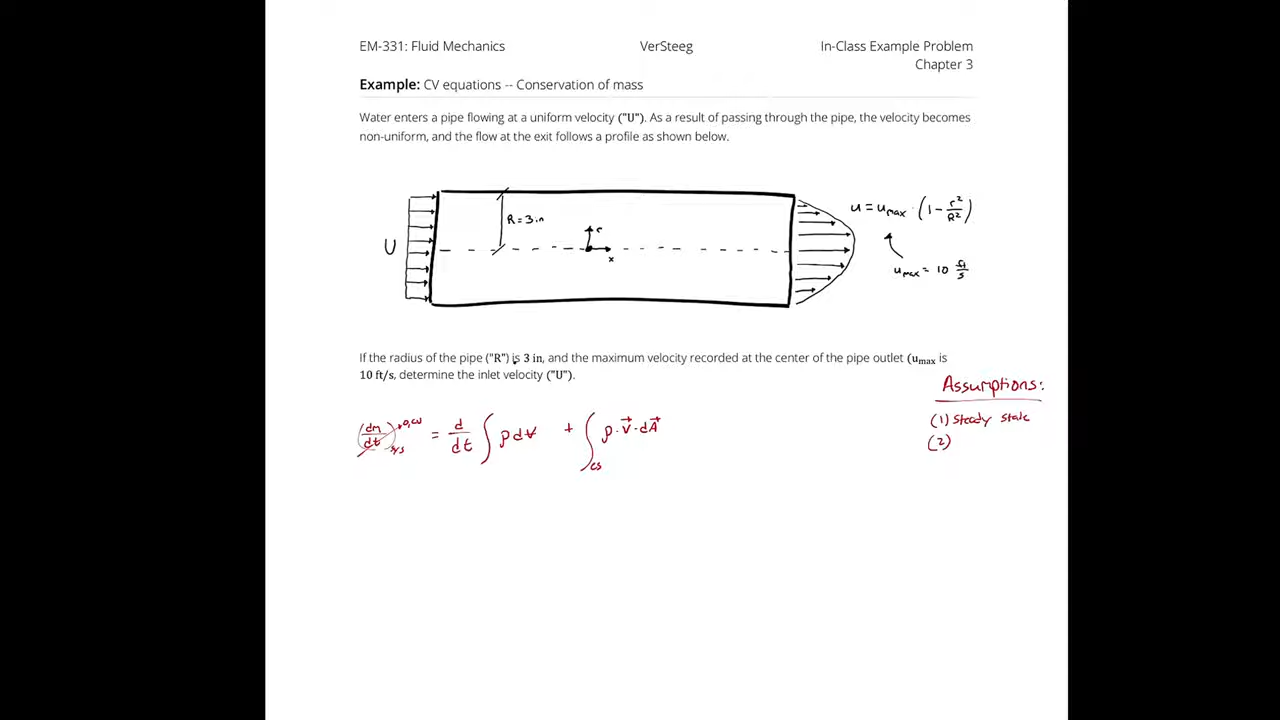 EM-331: Fluid Mechanics VerSteeg In-Class Example Problem
Chapter 3
Example: CV equations -- Conservation of mass
Water enters a pipe flowing at a uniform velocity ("U"). As a result of passing through the pipe, the velocity becomes
non-uniform, and the flow at the exit follows a profile as shown below.
U
R = 3 in
r
x
u = umax · (1 - r²/R²)
umax = 10 ft/s
If the radius of the pipe ("R") is 3 in, and the maximum velocity recorded at the center of the pipe outlet (umax is
10 ft/s, determine the inlet velocity ("U").
Assumptions:
(1) Steady state
(2)
(dm/dt)sys → 0, CM = d/dt ∫ ρ dV + ∫cs ρ · V⃗ · dA⃗